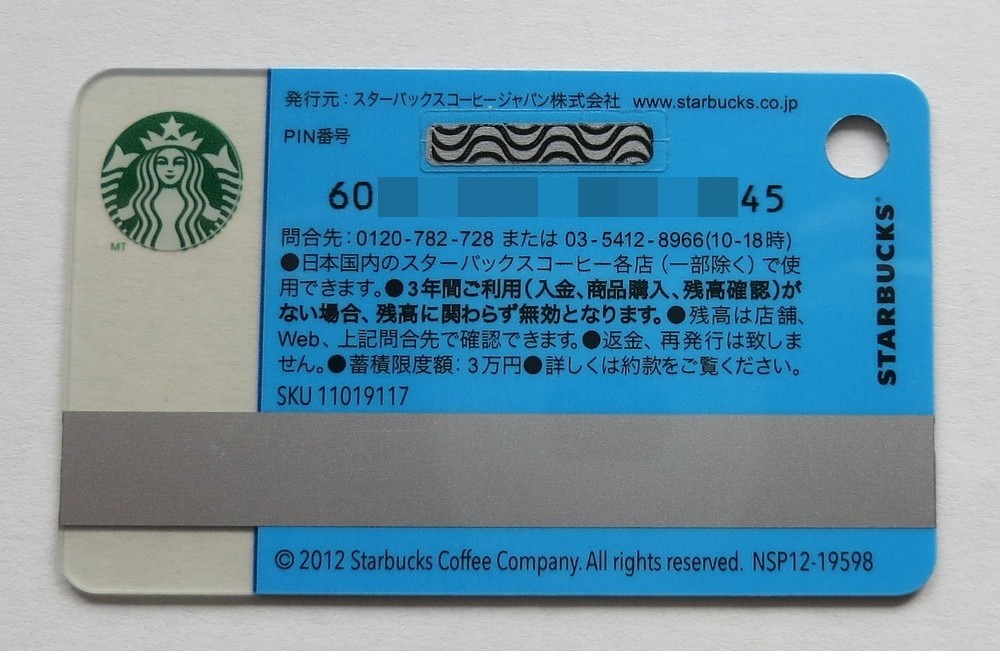 発行元：スターバックスコーヒージャパン株式会社 www.starbucks.co.jp
PIN番号
60 45
問合先：0120-782-728 または 03-5412-8966(10-18時)
●日本国内のスターバックスコーヒー各店（一部除く）で使
用できます。●3年間ご利用（入金、商品購入、残高確認）が
ない場合、残高に関わらず無効となります。●残高は店舗、
Web、上記問合先で確認できます。●返金、再発行は致しま
せん。●蓄積限度額：3万円●詳しくは約款をご覧ください。
SKU 11019117
© 2012 Starbucks Coffee Company. All rights reserved. NSP12-19598
MT
STARBUCKS®